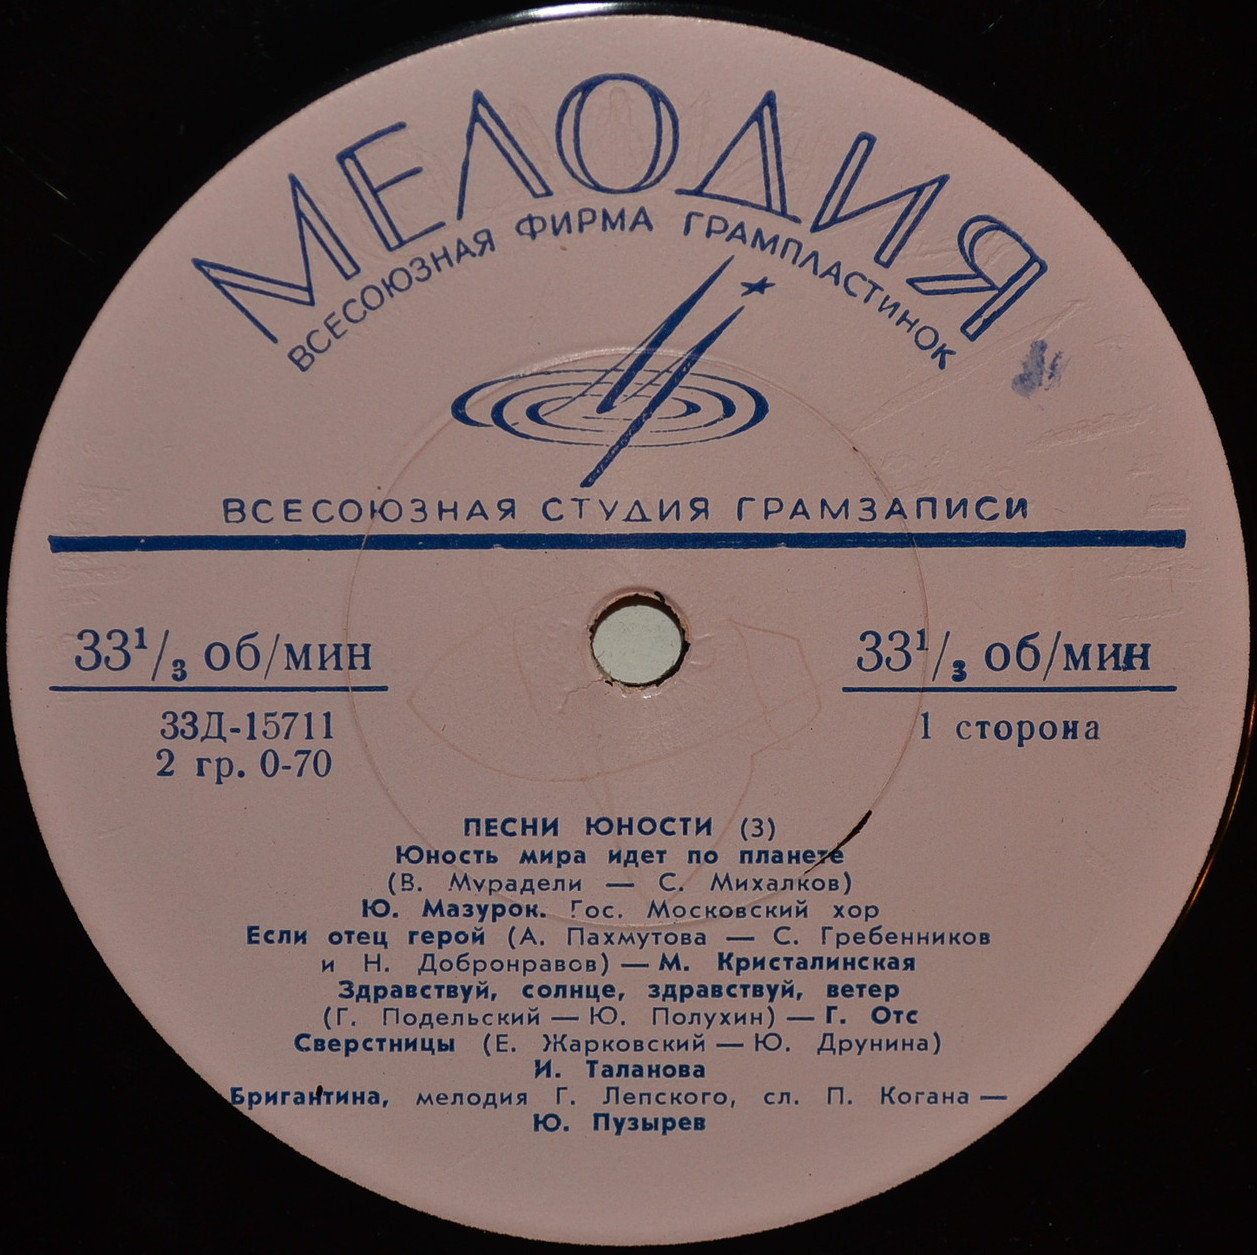 МЕЛОДИЯ
ВСЕСОЮЗНАЯ ФИРМА ГРАМПЛАСТИНОК
ВСЕСОЮЗНАЯ СТУДИЯ ГРАМЗАПИСИ
33¹/₃ об/мин
33¹/₃ об/мин
33Д-15711
1 сторона
2 гр. 0-70
ПЕСНИ ЮНОСТИ (3)
Юность мира идет по планете
(В. Мурадели — С. Михалков)
Ю. Мазурок. Гос. Московский хор
Если отец герой (А. Пахмутова — С. Гребенников
и Н. Добронравов) — М. Кристалинская
Здравствуй, солнце, здравствуй, ветер
(Г. Подельский — Ю. Полухин) — Г. Отс
Сверстницы (Е. Жарковский — Ю. Друнина)
И. Таланова
Бригантина, мелодия Г. Лепского, сл. П. Когана —
Ю. Пузырев